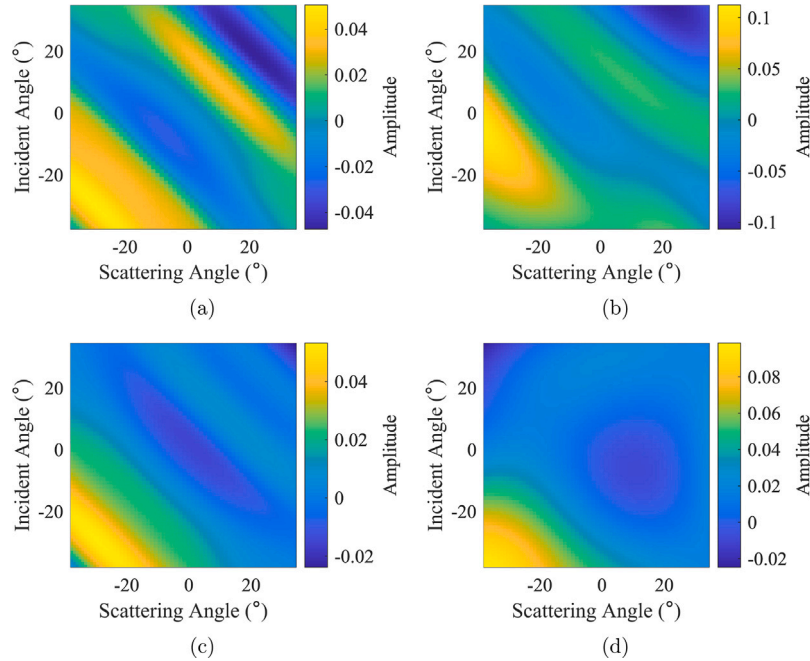 20
0
-20
Incident Angle (°)
-20 0 20
Scattering Angle (°)
0.04
0.02
0
-0.02
-0.04
Amplitude
(a)
20
0
-20
Incident Angle (°)
-20 0 20
Scattering Angle (°)
0.1
0.05
0
-0.05
-0.1
Amplitude
(b)
20
0
-20
Incident Angle (°)
-20 0 20
Scattering Angle (°)
0.04
0.02
0
-0.02
Amplitude
(c)
20
0
-20
Incident Angle (°)
-20 0 20
Scattering Angle (°)
0.08
0.06
0.04
0.02
0
-0.02
Amplitude
(d)